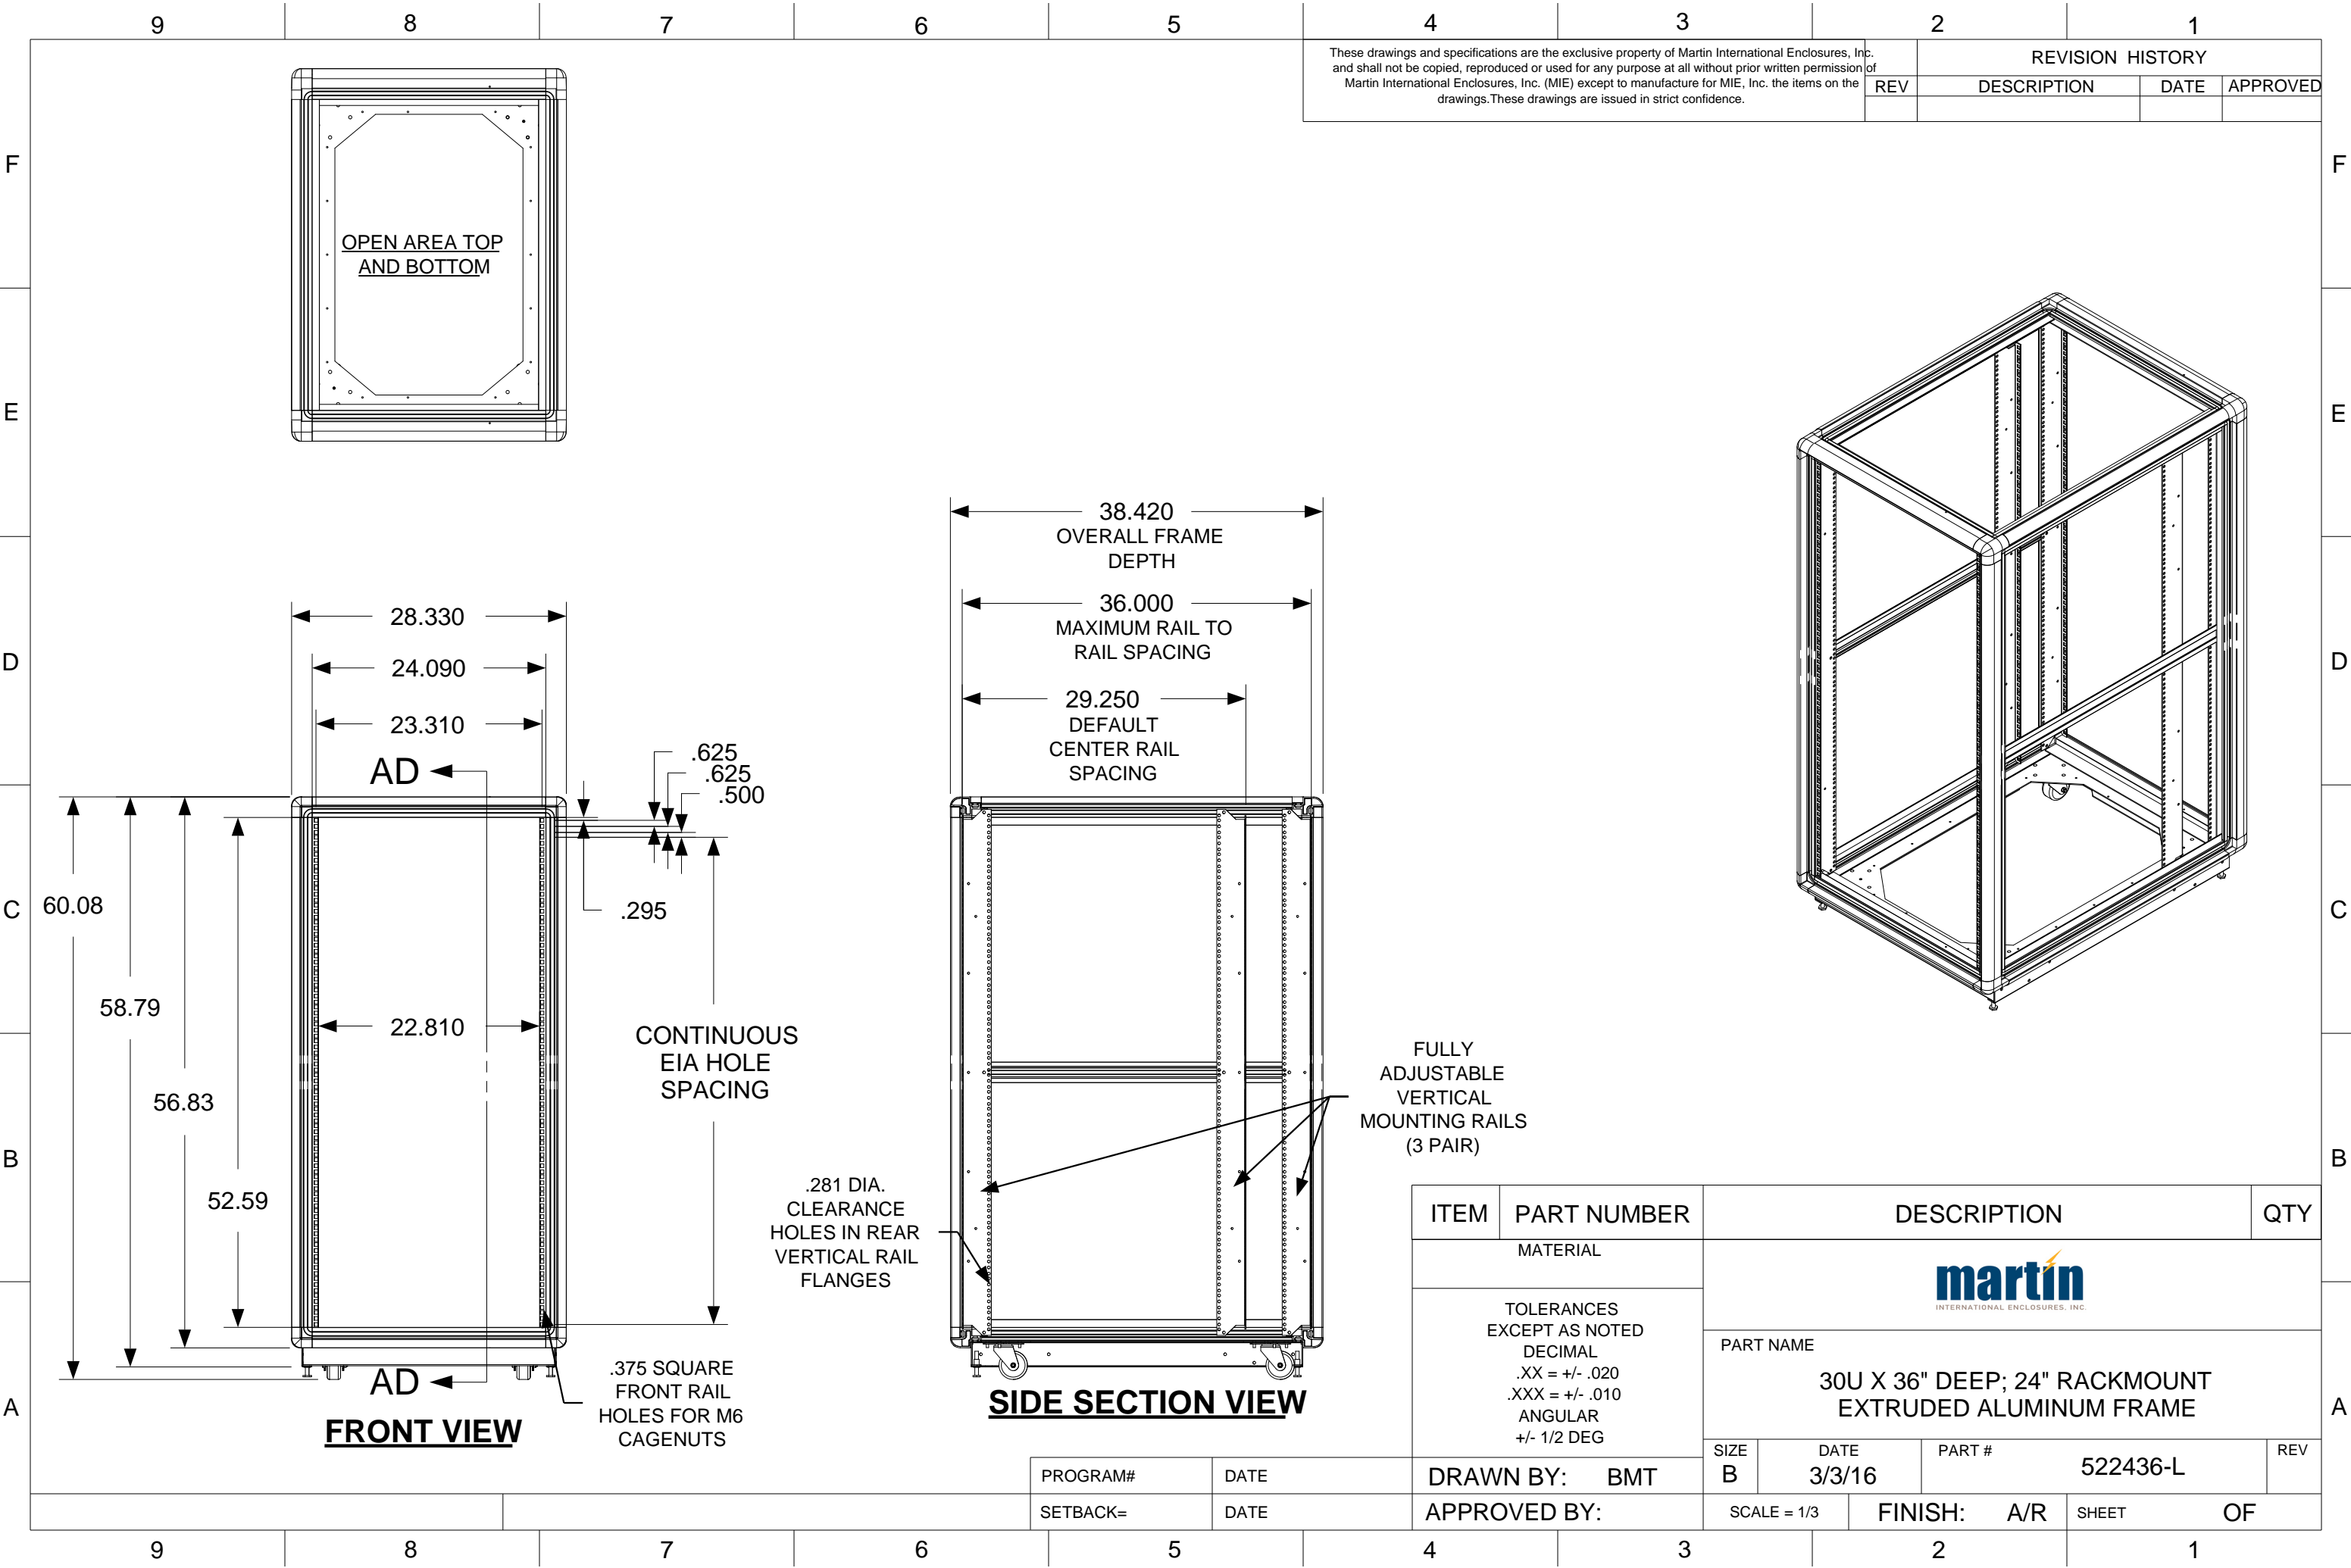 9 8 7 6 5 4 3 2 1
These drawings and specifications are the exclusive property of Martin International Enclosures, Inc.
and shall not be copied, reproduced or used for any purpose at all without prior written permission of
Martin International Enclosures, Inc. (MIE) except to manufacture for MIE, Inc. the items on the
drawings.These drawings are issued in strict confidence.
REVISION HISTORY
REV DESCRIPTION DATE APPROVED
F F
OPEN AREA TOP
AND BOTTOM
E E
38.420
OVERALL FRAME
DEPTH
36.000
MAXIMUM RAIL TO
RAIL SPACING
29.250
DEFAULT
CENTER RAIL
SPACING
28.330
24.090
23.310
D D
AD
.625
.625
.500
.295
C C
60.08
58.79
56.83
52.59
22.810
CONTINUOUS
EIA HOLE
SPACING
FULLY
ADJUSTABLE
VERTICAL
MOUNTING RAILS
(3 PAIR)
B B
.281 DIA.
CLEARANCE
HOLES IN REAR
VERTICAL RAIL
FLANGES
AD
.375 SQUARE
FRONT RAIL
HOLES FOR M6
CAGENUTS
FRONT VIEW
SIDE SECTION VIEW
A A
ITEM PART NUMBER DESCRIPTION QTY
MATERIAL
martin
INTERNATIONAL ENCLOSURES, INC.
TOLERANCES
EXCEPT AS NOTED
DECIMAL
.XX = +/- .020
.XXX = +/- .010
ANGULAR
+/- 1/2 DEG
PART NAME
30U X 36" DEEP; 24" RACKMOUNT
EXTRUDED ALUMINUM FRAME
SIZE DATE PART # REV
B 3/3/16 522436-L
PROGRAM# DATE DRAWN BY: BMT
SETBACK= DATE APPROVED BY: SCALE = 1/3 FINISH: A/R SHEET OF
9 8 7 6 5 4 3 2 1